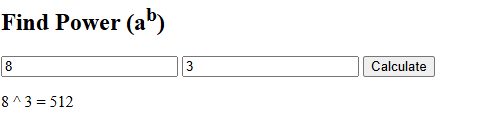 Find Power (aᵇ)
8 3 Calculate
8 ^ 3 = 512